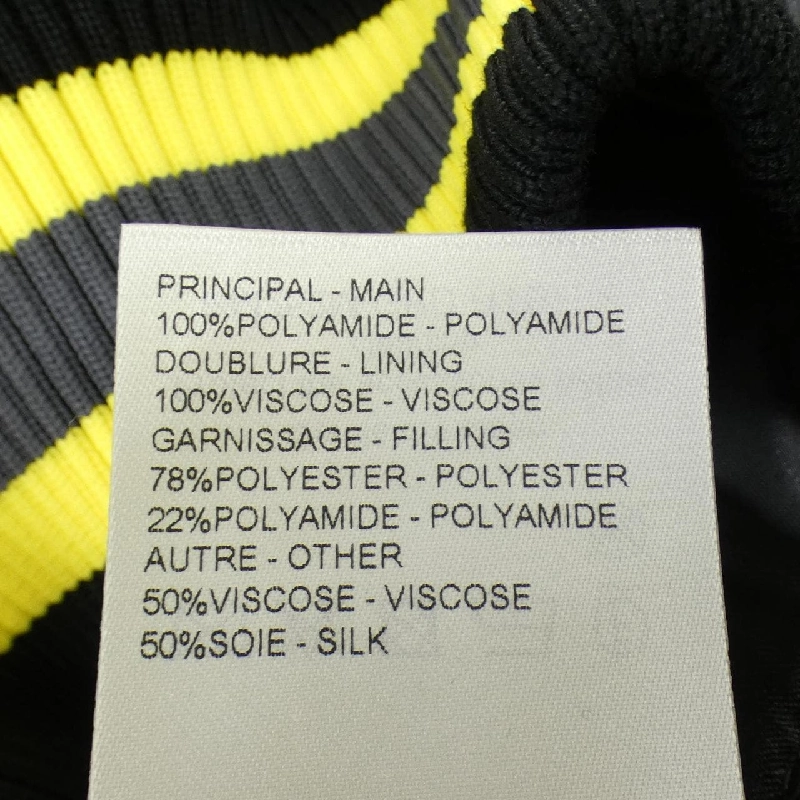 PRINCIPAL - MAIN
100%POLYAMIDE - POLYAMIDE
DOUBLURE - LINING
100%VISCOSE - VISCOSE
GARNISSAGE - FILLING
78%POLYESTER - POLYESTER
22%POLYAMIDE - POLYAMIDE
AUTRE - OTHER
50%VISCOSE - VISCOSE
50%SOIE - SILK